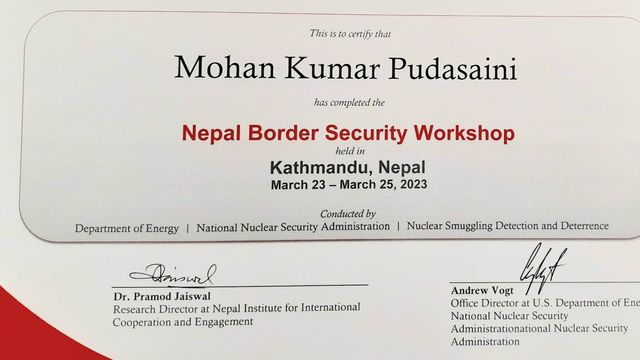 This is to certify that
Mohan Kumar Pudasaini
has completed the
Nepal Border Security Workshop
held in
Kathmandu, Nepal
March 23 – March 25, 2023
Conducted by
Department of Energy | National Nuclear Security Administration | Nuclear Smuggling Detection and Deterrence
Dr. Pramod Jaiswal
Research Director at Nepal Institute for International
Cooperation and Engagement
Andrew Vogt
Office Director at U.S. Department of Ene
National Nuclear Security
Administrationational Nuclear Security
Administration